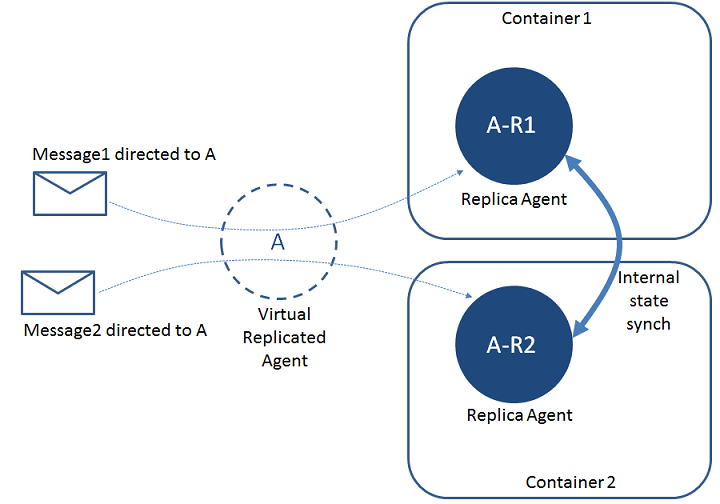 Container 1
A-R1
Replica Agent
Message1 directed to A
A
Virtual
Replicated
Agent
Message2 directed to A
Internal
state
synch
A-R2
Replica Agent
Container 2